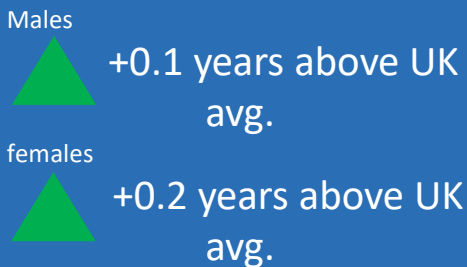 Males
+0.1 years above UK
avg.
females
+0.2 years above UK
avg.